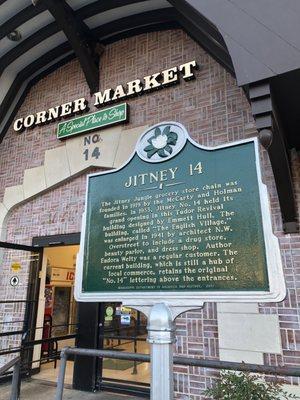 CORNER MARKET
A Special Place to Shop
No.
14
JITNEY 14
The Jitney Jungle grocery store chain was
founded in 1919 by the McCarty and Holman
families. In 1933, Jitney No. 14 held its
grand opening in this Tudor Revival
building designed by Emmett Hull. The
building, called "The English Village,"
was enlarged in 1941 by architect N.W.
Overstreet to include a drug store,
beauty parlor, and dress shop. Author
Eudora Welty was a regular customer. The
current building, which is still a hub of
local commerce, retains the original
"No. 14" lettering above the entrances.